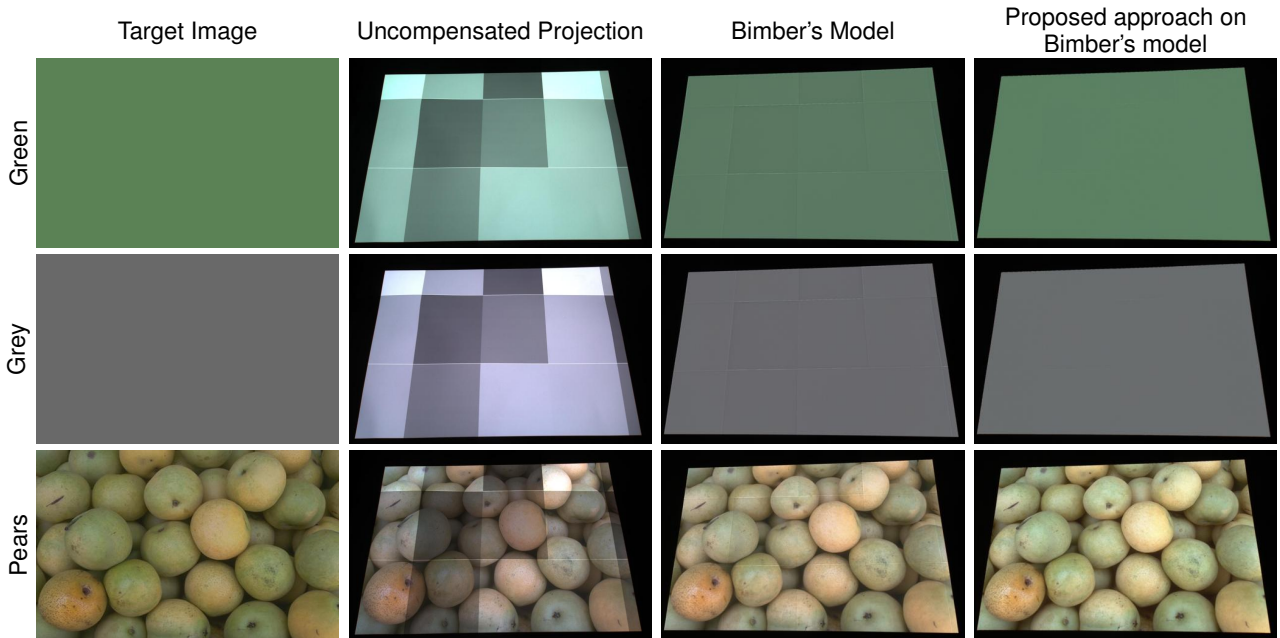 Target Image
Uncompensated Projection
Bimber's Model
Proposed approach on
Bimber's model
Green
Grey
Pears